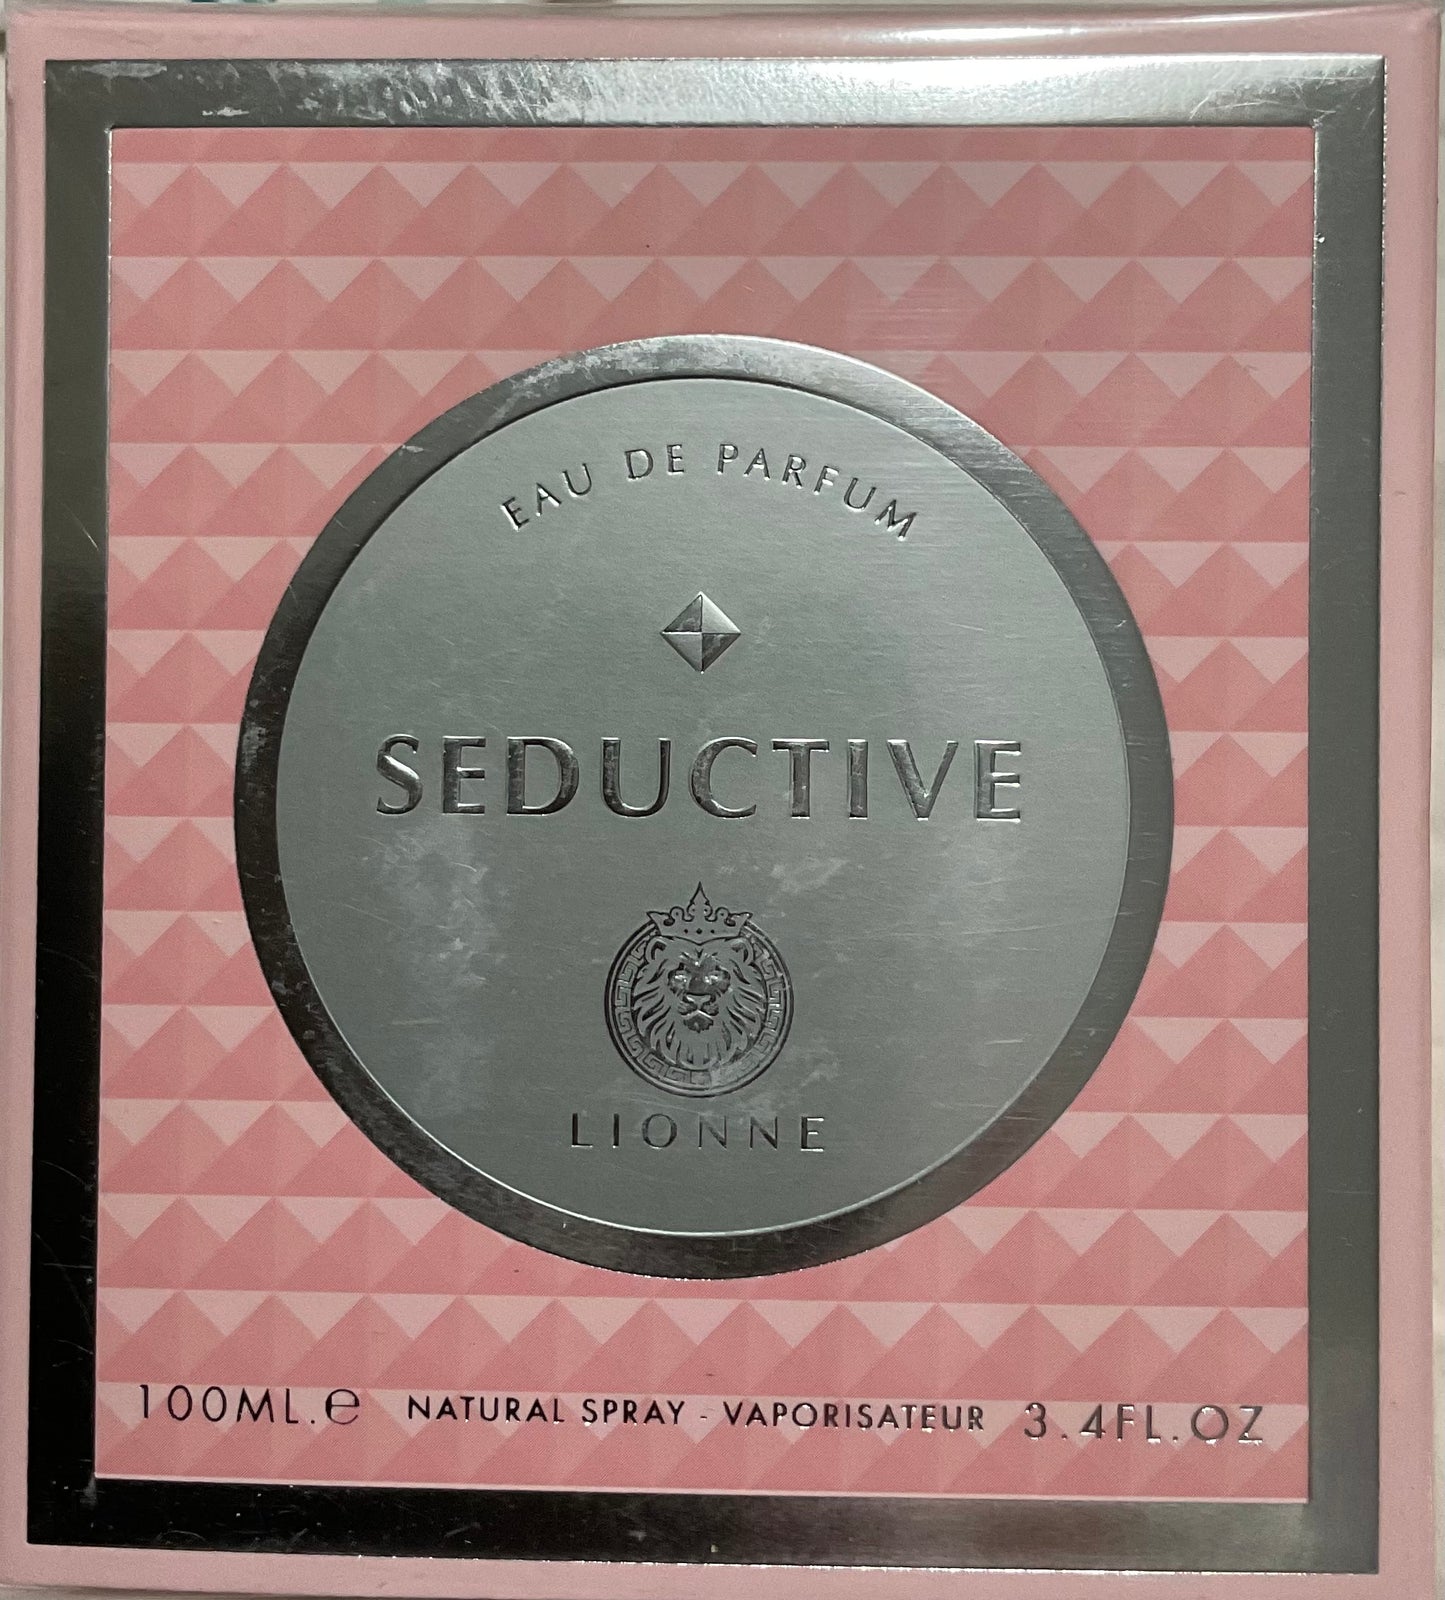 EAU DE PARFUM
SEDUCTIVE
LIONNE
100ML.e NATURAL SPRAY - VAPORISATEUR 3.4FL.OZ